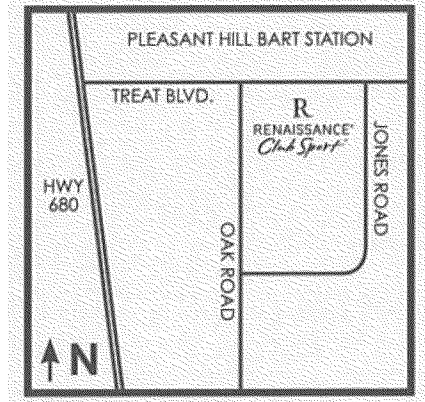 PLEASANT HILL BART STATION
TREAT BLVD.
R
RENAISSANCE
Club Sport
JONES ROAD
HWY
680
OAK ROAD
N